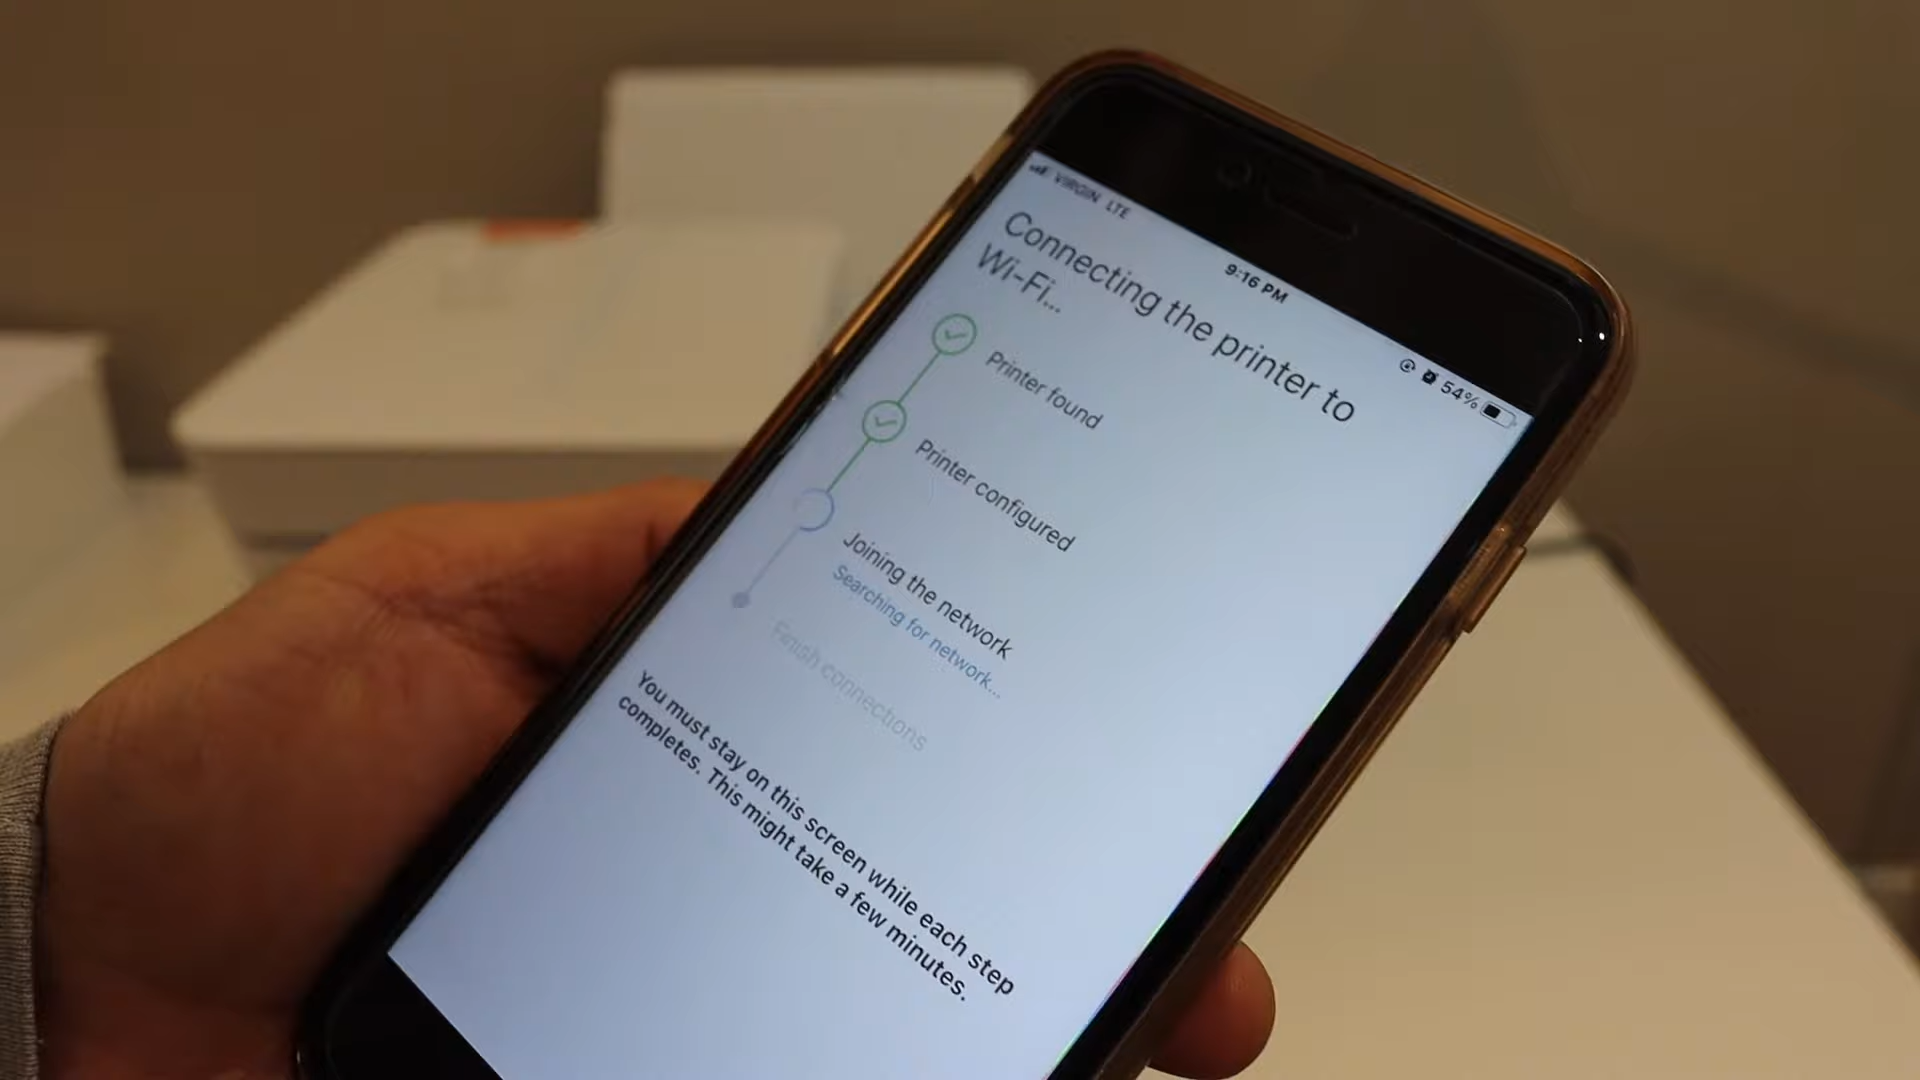 VIRGIN LTE
9:16 PM
54%
Connecting the printer to
Wi-Fi...
Printer found
Printer configured
Joining the network
Searching for network...
Finish connections
You must stay on this screen while each step
completes. This might take a few minutes.